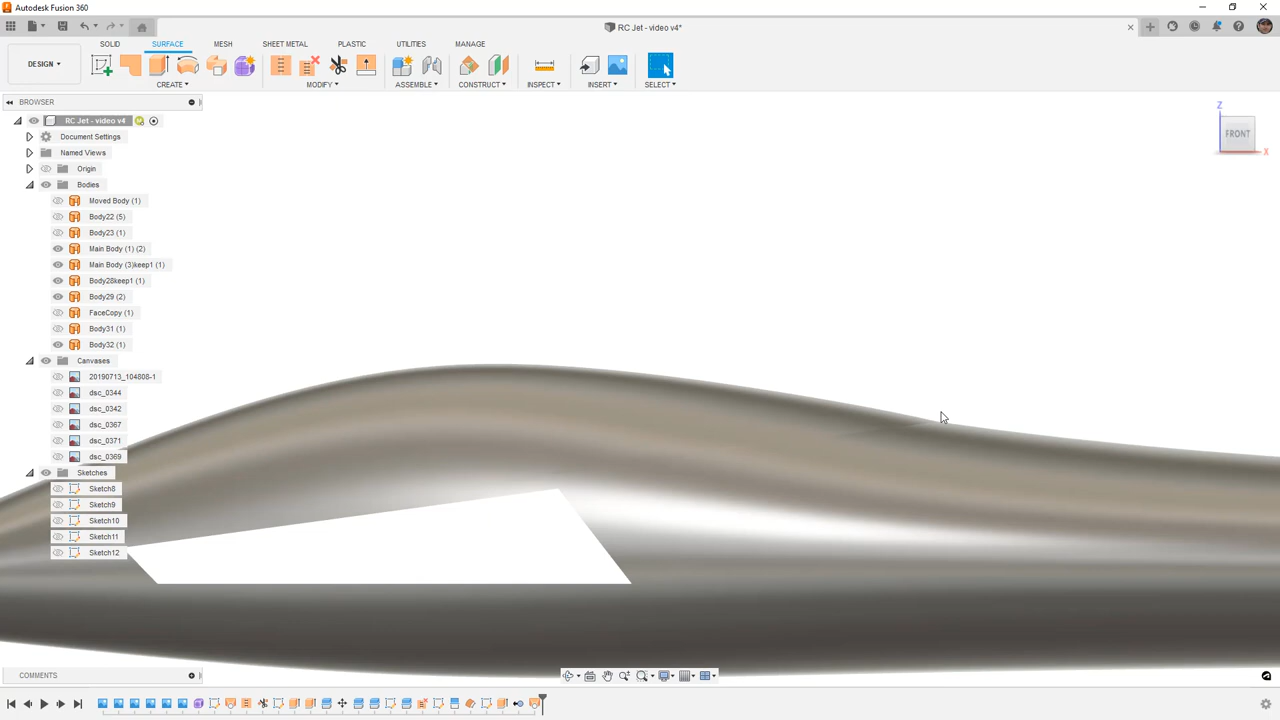 Autodesk Fusion 360
RC Jet - video v4*
SOLID SURFACE MESH SHEET METAL PLASTIC UTILITIES MANAGE
DESIGN
CREATE MODIFY ASSEMBLE CONSTRUCT INSPECT INSERT SELECT
BROWSER
RC Jet - video v4
Document Settings
Named Views
Origin
Bodies
Moved Body (1)
Body22 (5)
Body23 (1)
Main Body (1) (2)
Main Body (3)keep1 (1)
Body28keep1 (1)
Body29 (2)
FaceCopy (1)
Body31 (1)
Body32 (1)
Canvases
20190713_104808-1
dsc_0344
dsc_0342
dsc_0367
dsc_0371
dsc_0369
Sketches
Sketch8
Sketch9
Sketch10
Sketch11
Sketch12
COMMENTS
Z
FRONT
X